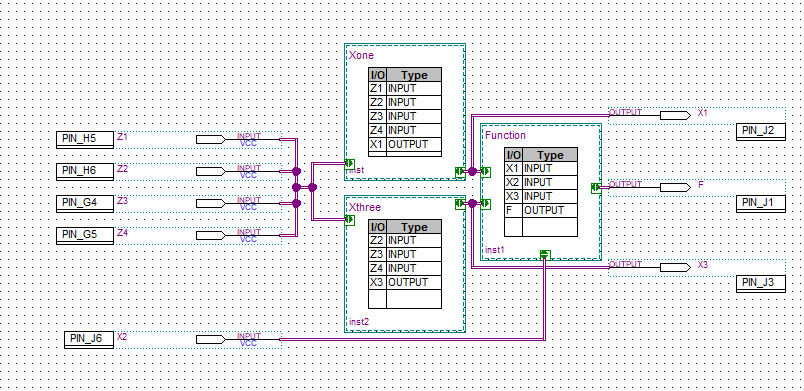 Xone
I/O Type
Z1 INPUT
Z2 INPUT
Z3 INPUT
Z4 INPUT
X1 OUTPUT
inst
PIN_H5 Z1 INPUT VCC
PIN_H6 Z2 INPUT VCC
PIN_G4 Z3 INPUT VCC
PIN_G5 Z4 INPUT VCC
OUTPUT X1
PIN_J2
Function
I/O Type
X1 INPUT
X2 INPUT
X3 INPUT
F OUTPUT
inst1
OUTPUT F
PIN_J1
Xthree
I/O Type
Z2 INPUT
Z3 INPUT
Z4 INPUT
X3 OUTPUT
inst2
OUTPUT X3
PIN_J3
PIN_J6 X2 INPUT VCC